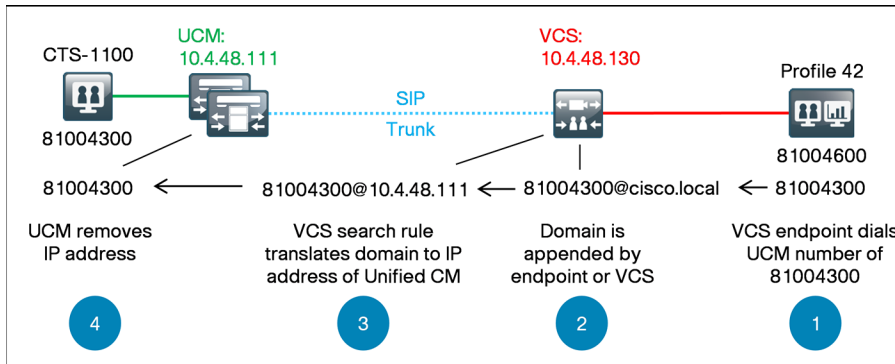 UCM:
10.4.48.111
VCS:
10.4.48.130
CTS-1100
Profile 42
SIP
Trunk
81004300
81004600
81004300
81004300@10.4.48.111
81004300@cisco.local
81004300
UCM removes
IP address
VCS search rule
translates domain to IP
address of Unified CM
Domain is
appended by
endpoint or VCS
VCS endpoint dials
UCM number of
81004300
4
3
2
1